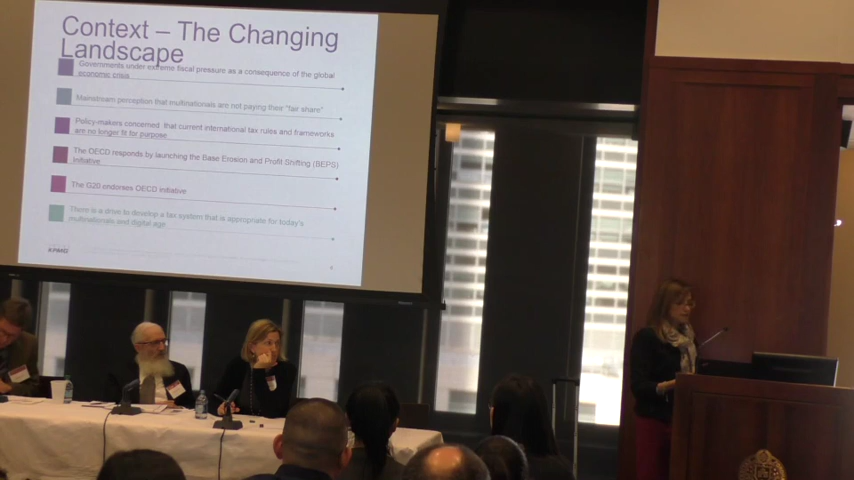 Context – The Changing
Landscape
Governments under extreme fiscal pressure as a consequence of the global
economic crisis
Mainstream perception that multinationals are not paying their "fair share"
Policy-makers concerned that current international tax rules and frameworks
are no longer fit for purpose
The OECD responds by launching the Base Erosion and Profit Shifting (BEPS)
Initiative
The G20 endorses OECD initiative
There is a drive to develop a tax system that is appropriate for today's
multinationals and digital age
KPMG